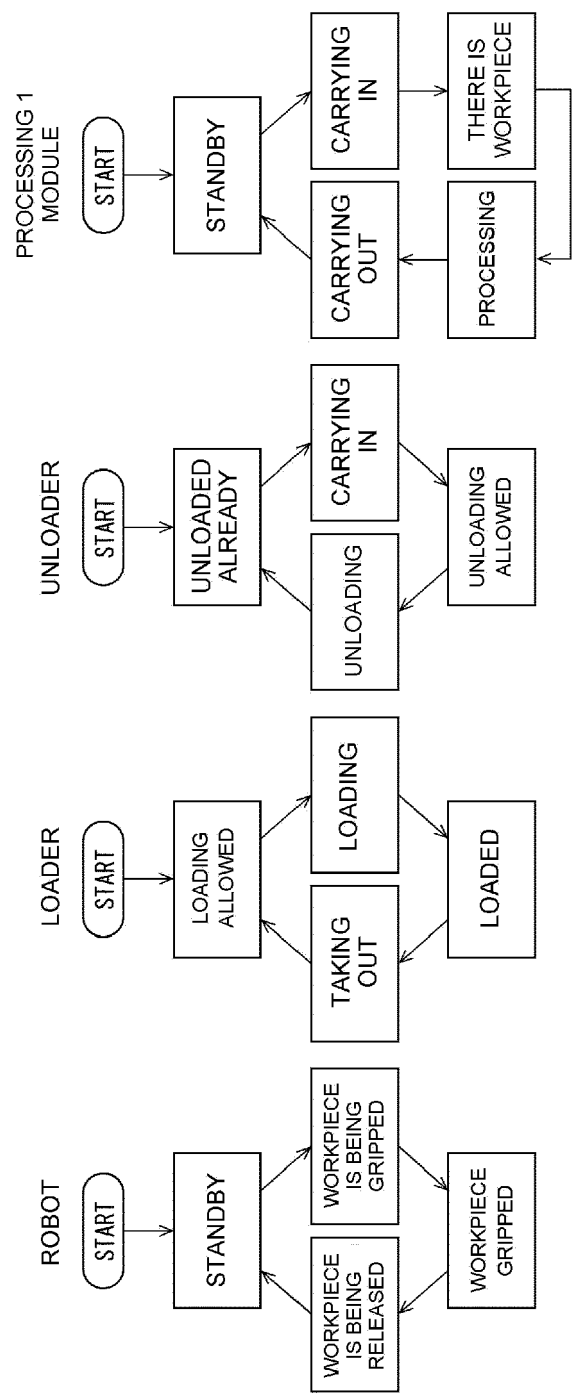 ROBOT
START
STANDBY
WORKPIECE
IS BEING
RELEASED
WORKPIECE
IS BEING
GRIPPED
WORKPIECE
GRIPPED
LOADER
START
LOADING
ALLOWED
TAKING
OUT
LOADING
LOADED
UNLOADER
START
UNLOADED
ALREADY
UNLOADING
CARRYING
IN
UNLOADING
ALLOWED
PROCESSING 1
MODULE
START
STANDBY
CARRYING
OUT
CARRYING
IN
PROCESSING
THERE IS
WORKPIECE